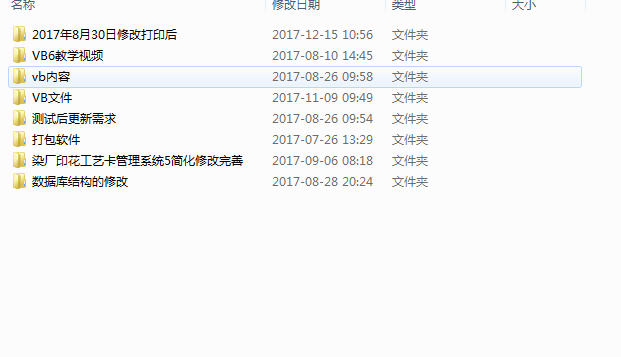 名称 修改日期 类型 大小
2017年8月30日修改打印后 2017-12-15 10:56 文件夹
VB6教学视频 2017-08-10 14:45 文件夹
vb内容 2017-08-26 09:58 文件夹
VB文件 2017-11-09 09:49 文件夹
测试后更新需求 2017-08-26 09:54 文件夹
打包软件 2017-07-26 13:29 文件夹
染厂印花工艺卡管理系统5简化修改完善 2017-09-06 08:18 文件夹
数据库结构的修改 2017-08-28 20:24 文件夹